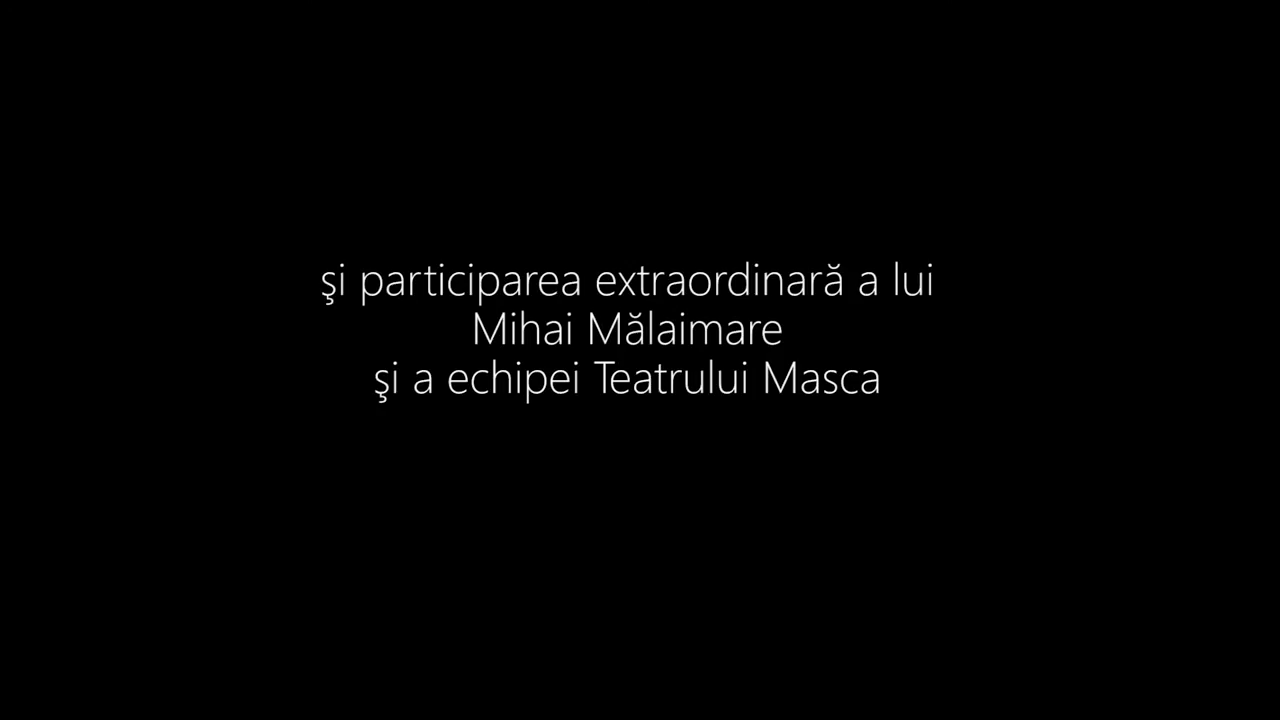 şi participarea extraordinară a lui
Mihai Mălaimare
şi a echipei Teatrului Masca